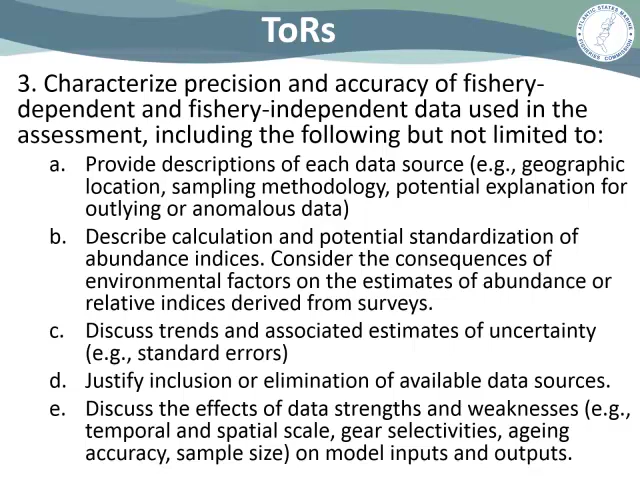 ToRs
ATLANTIC STATES MARINE
FISHERIES COMMISSION
3. Characterize precision and accuracy of fishery-
dependent and fishery-independent data used in the
assessment, including the following but not limited to:
a. Provide descriptions of each data source (e.g., geographic
location, sampling methodology, potential explanation for
outlying or anomalous data)
b. Describe calculation and potential standardization of
abundance indices. Consider the consequences of
environmental factors on the estimates of abundance or
relative indices derived from surveys.
c. Discuss trends and associated estimates of uncertainty
(e.g., standard errors)
d. Justify inclusion or elimination of available data sources.
e. Discuss the effects of data strengths and weaknesses (e.g.,
temporal and spatial scale, gear selectivities, ageing
accuracy, sample size) on model inputs and outputs.